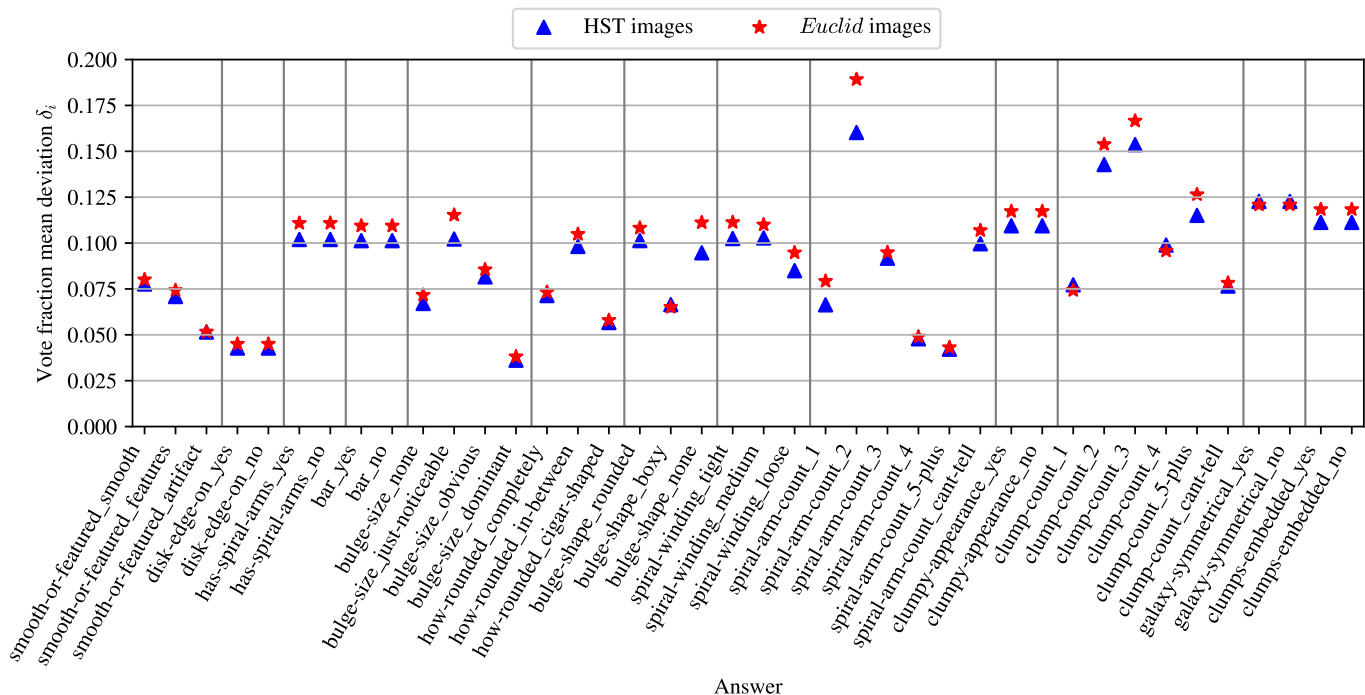 HST images
Euclid images
Vote fraction mean deviation δᵢ
0.200
0.175
0.150
0.125
0.100
0.075
0.050
0.025
0.000
smooth-or-featured_smooth
smooth-or-featured_features
smooth-or-featured_artifact
disk-edge-on_yes
disk-edge-on_no
has-spiral-arms_yes
has-spiral-arms_no
bar_yes
bar_no
bulge-size_none
bulge-size_just-noticeable
bulge-size_obvious
bulge-size_dominant
how-rounded_completely
how-rounded_in-between
how-rounded_cigar-shaped
bulge-shape_rounded
bulge-shape_boxy
bulge-shape_none
spiral-winding_tight
spiral-winding_medium
spiral-winding_loose
spiral-arm-count_1
spiral-arm-count_2
spiral-arm-count_3
spiral-arm-count_4
spiral-arm-count_5-plus
spiral-arm-count_cant-tell
clumpy-appearance_yes
clumpy-appearance_no
clump-count_1
clump-count_2
clump-count_3
clump-count_4
clump-count_5-plus
clump-count_cant-tell
galaxy-symmetrical_yes
galaxy-symmetrical_no
clumps-embedded_yes
clumps-embedded_no
Answer